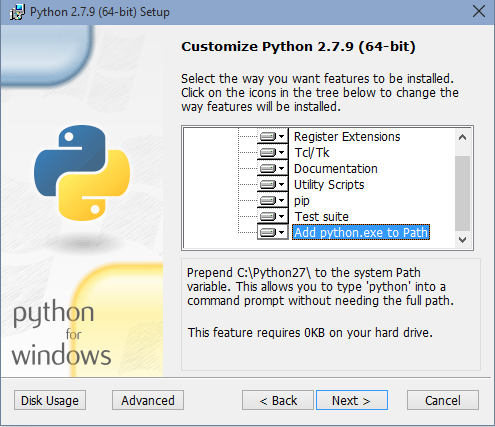 Python 2.7.9 (64-bit) Setup
Customize Python 2.7.9 (64-bit)
Select the way you want features to be installed.
Click on the icons in the tree below to change the
way features will be installed.
Register Extensions
Tcl/Tk
Documentation
Utility Scripts
pip
Test suite
Add python.exe to Path
Prepend C:\Python27\ to the system Path
variable. This allows you to type 'python' into a
command prompt without needing the full path.
This feature requires 0KB on your hard drive.
python
for
windows
Disk Usage Advanced < Back Next > Cancel